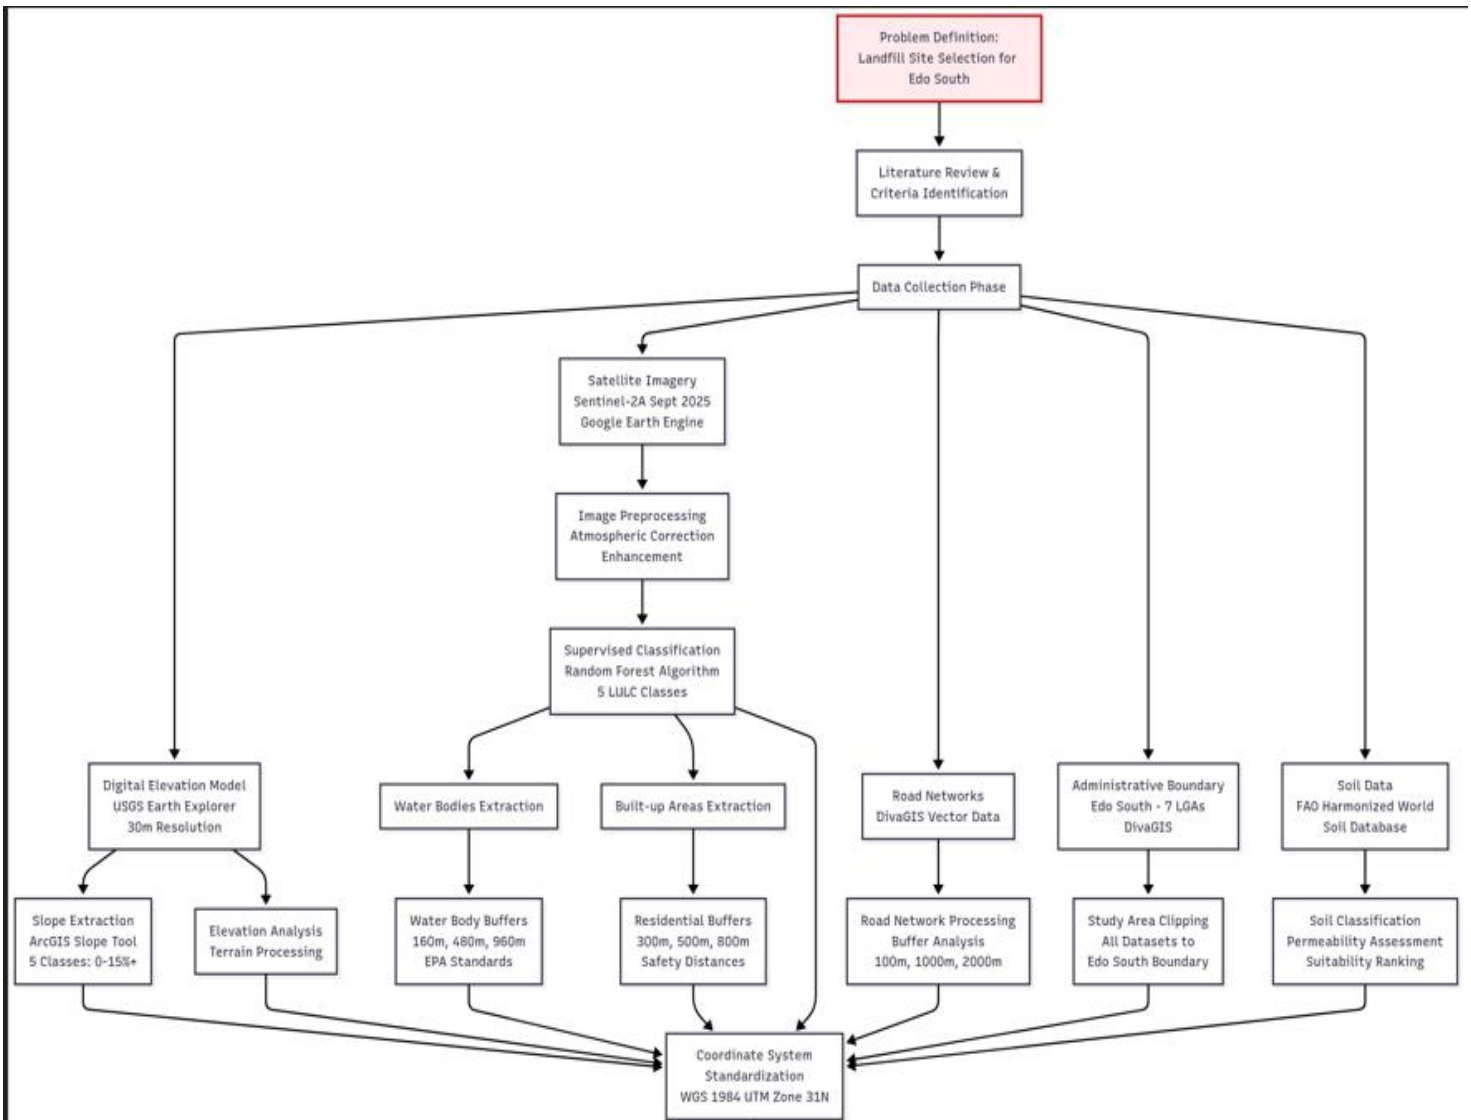 Problem Definition:
Landfill Site Selection for
Edo South
Literature Review &
Criteria Identification
Data Collection Phase
Satellite Imagery
Sentinel-2A Sept 2025
Google Earth Engine
Image Preprocessing
Atmospheric Correction
Enhancement
Supervised Classification
Random Forest Algorithm
5 LULC Classes
Digital Elevation Model
USGS Earth Explorer
30m Resolution
Water Bodies Extraction
Built-up Areas Extraction
Road Networks
DivaGIS Vector Data
Administrative Boundary
Edo South - 7 LGAs
DivaGIS
Soil Data
FAO Harmonized World
Soil Database
Slope Extraction
ArcGIS Slope Tool
5 Classes: 0-15%+
Elevation Analysis
Terrain Processing
Water Body Buffers
160m, 480m, 960m
EPA Standards
Residential Buffers
300m, 500m, 800m
Safety Distances
Road Network Processing
Buffer Analysis
100m, 1000m, 2000m
Study Area Clipping
All Datasets to
Edo South Boundary
Soil Classification
Permeability Assessment
Suitability Ranking
Coordinate System
Standardization
WGS 1984 UTM Zone 31N